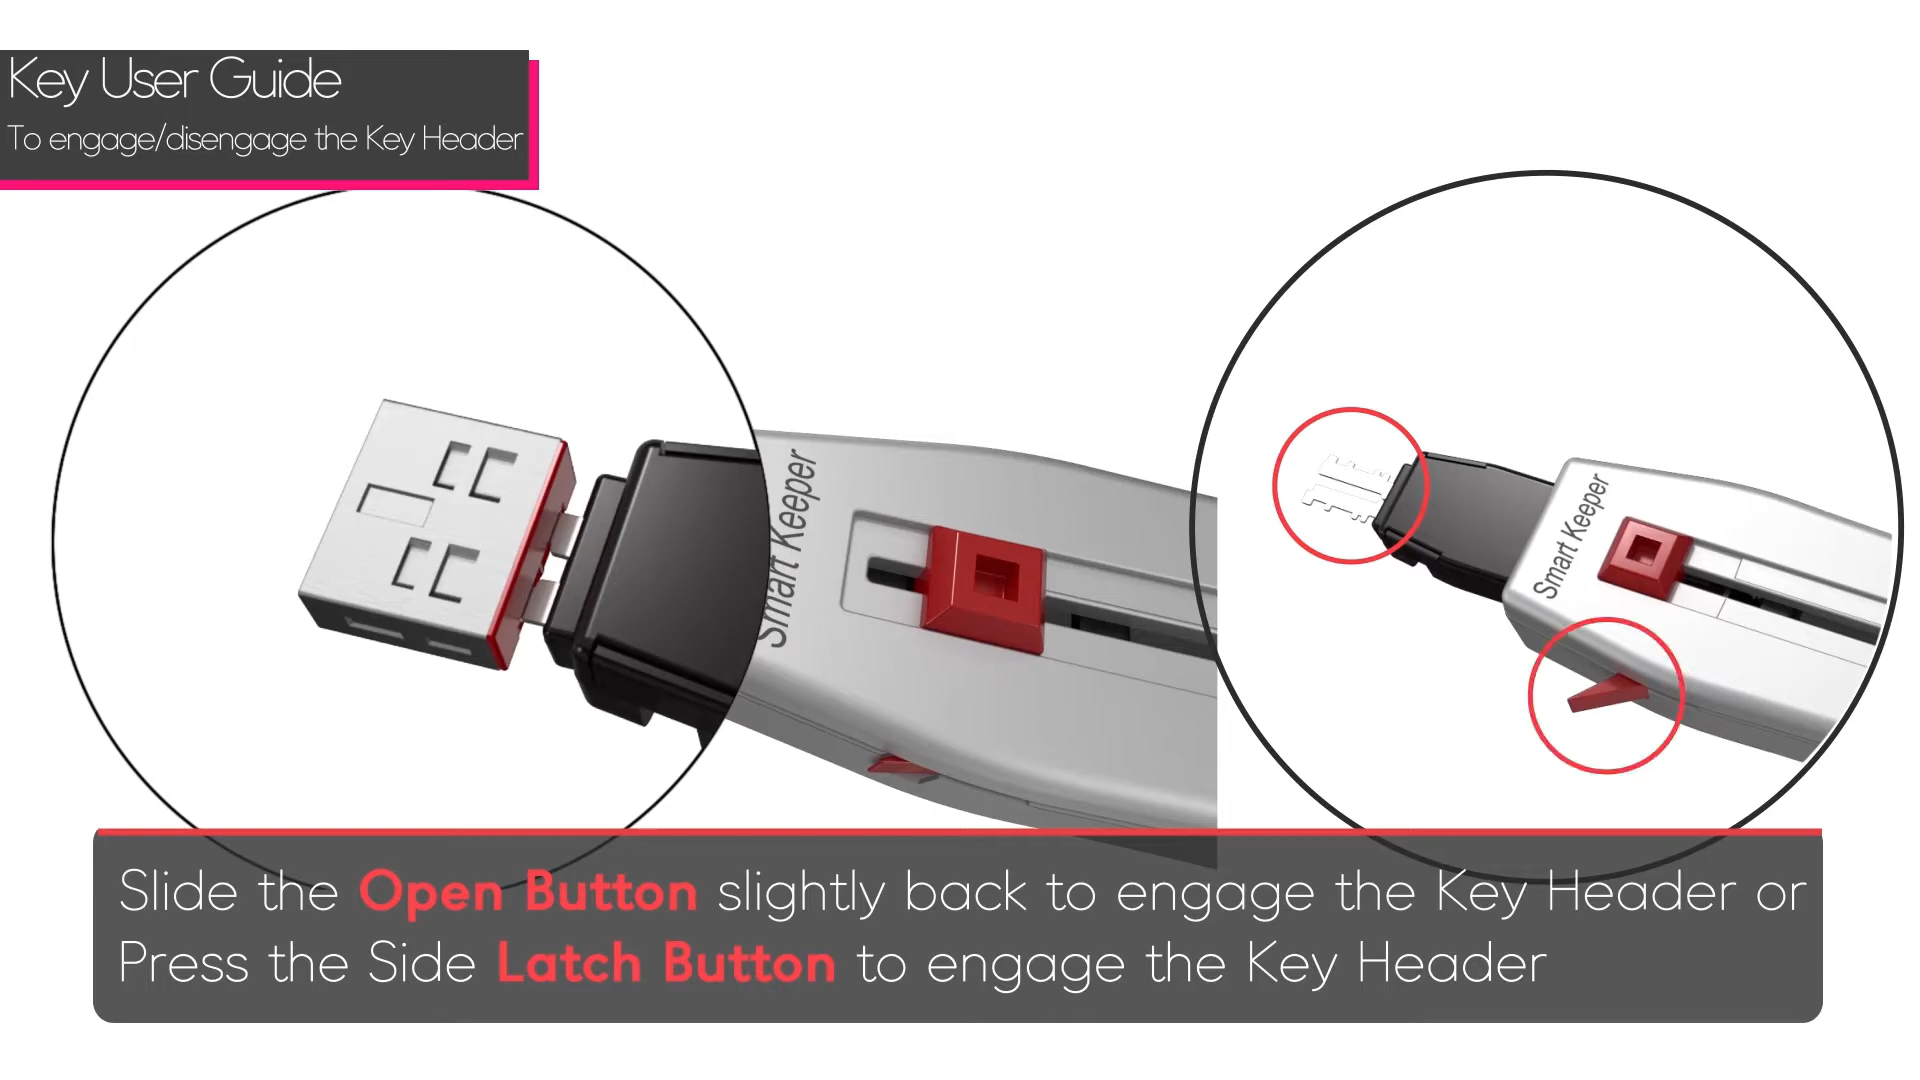 Key User Guide
To engage/disengage the Key Header
Smart Keeper
Smart Keeper
Slide the Open Button slightly back to engage the Key Header or
Press the Side Latch Button to engage the Key Header